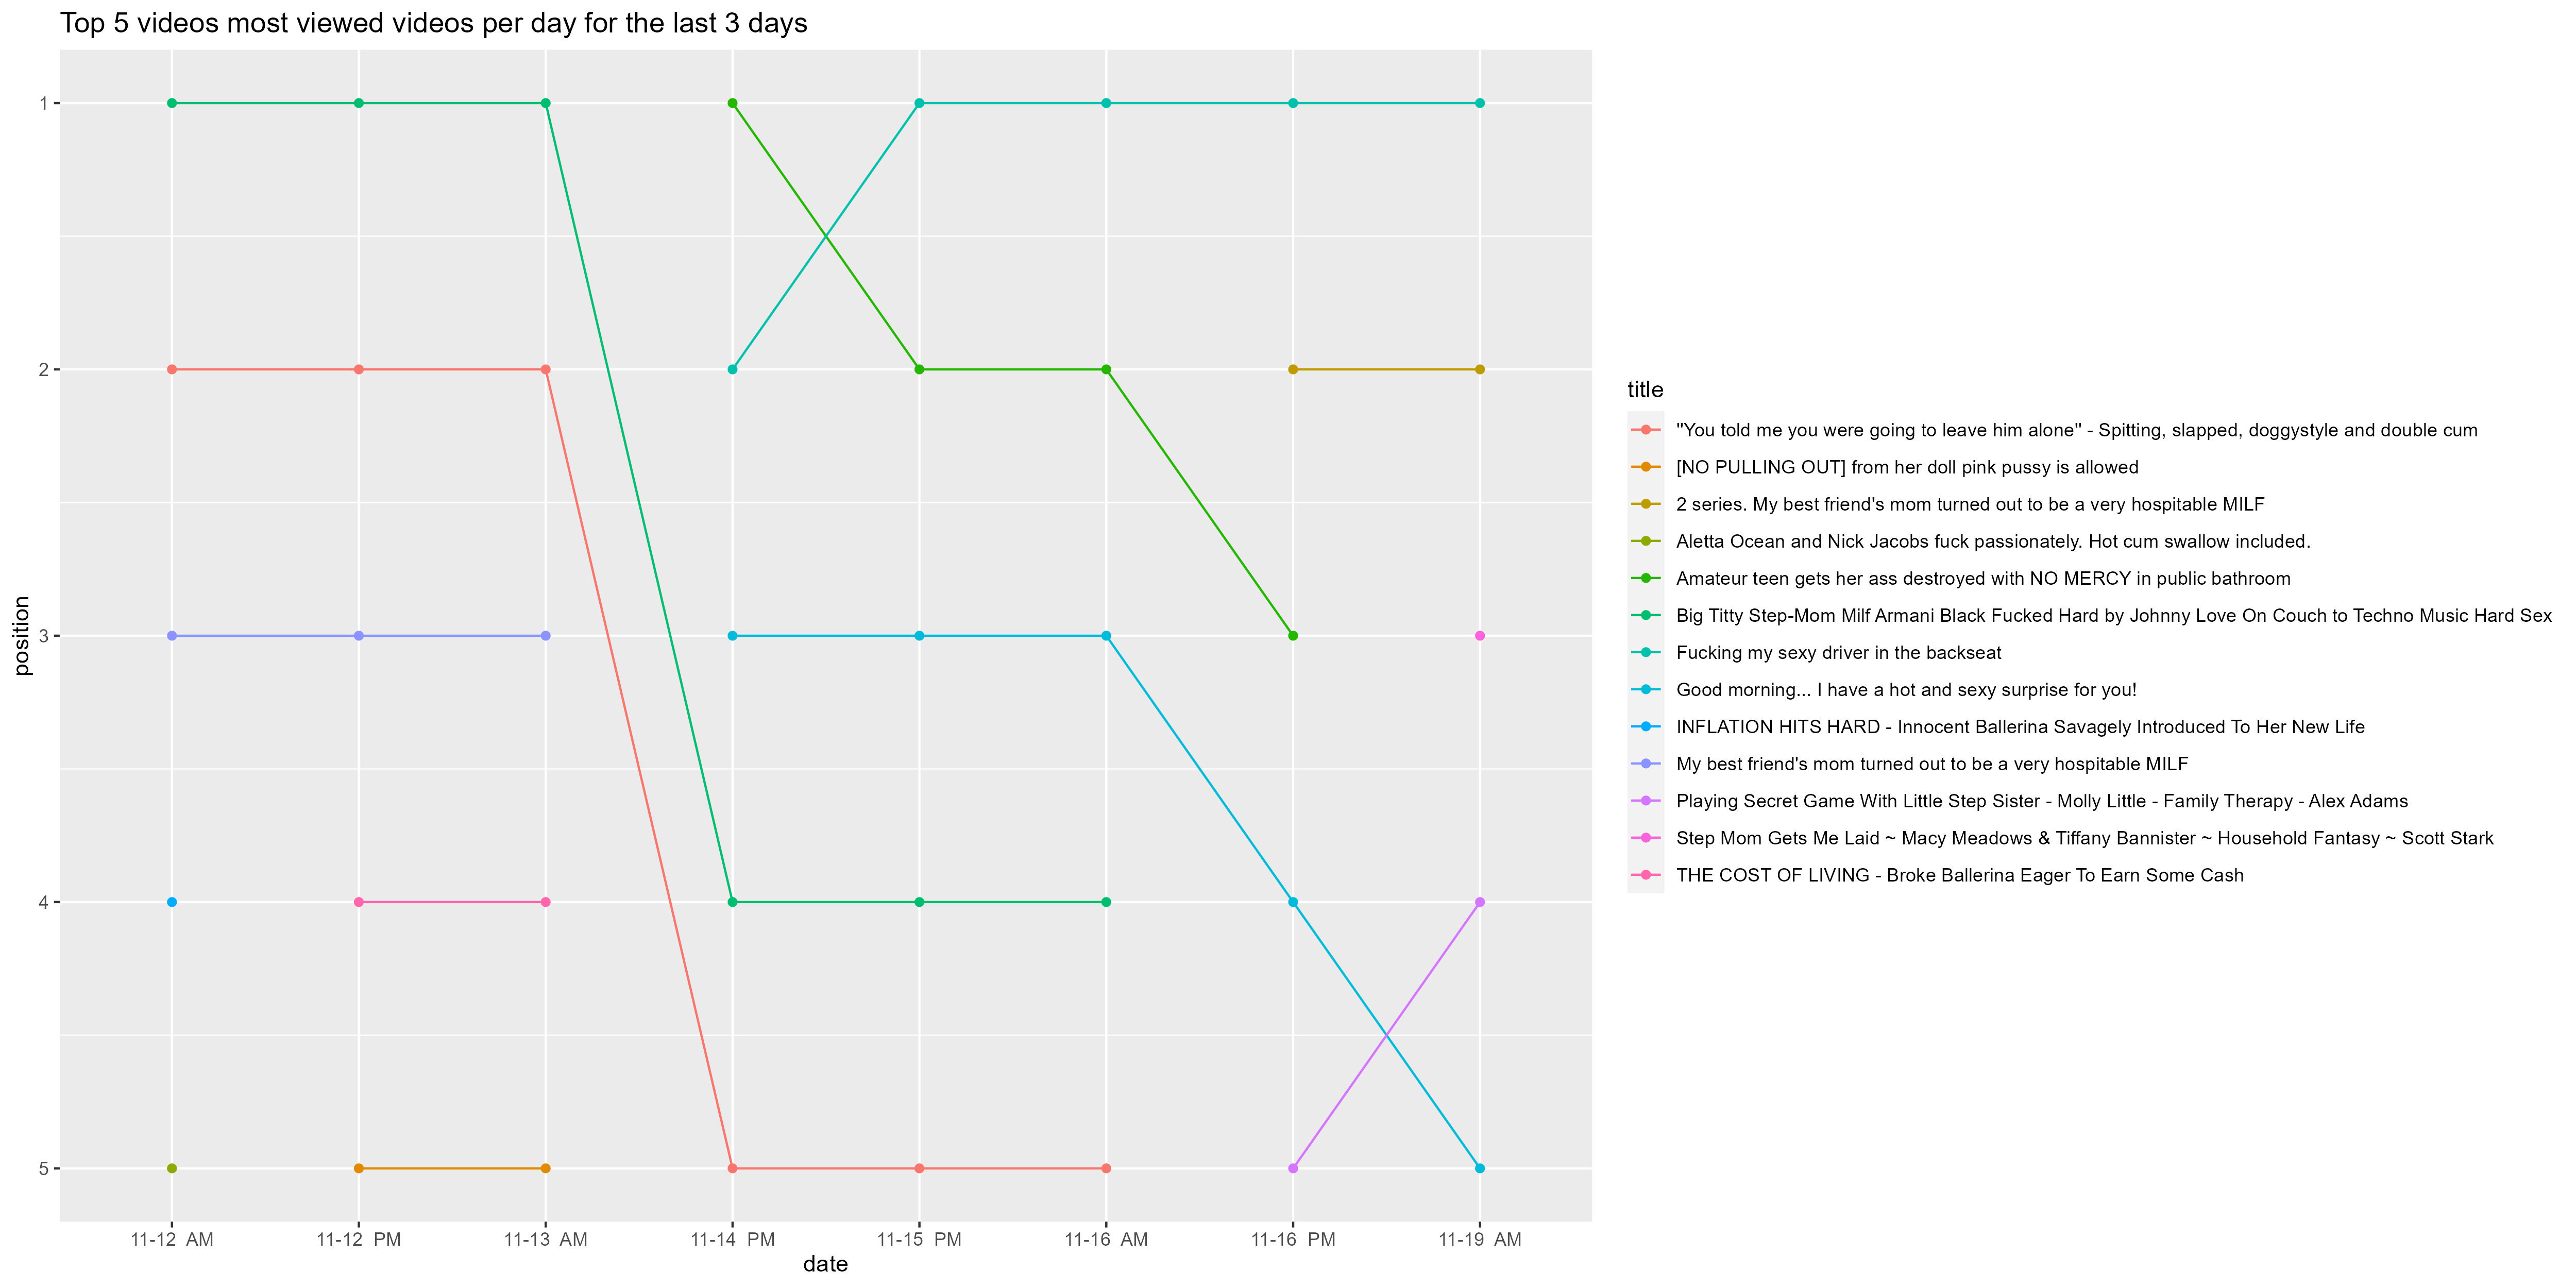 Top 5 videos most viewed videos per day for the last 3 days
position
1
2
3
4
5
11-12 AM
11-12 PM
11-13 AM
11-14 PM
11-15 PM
11-16 AM
11-16 PM
11-19 AM
date
title
"You told me you were going to leave him alone" - Spitting, slapped, doggystyle and double cum
[NO PULLING OUT] from her doll pink pussy is allowed
2 series. My best friend's mom turned out to be a very hospitable MILF
Aletta Ocean and Nick Jacobs fuck passionately. Hot cum swallow included.
Amateur teen gets her ass destroyed with NO MERCY in public bathroom
Big Titty Step-Mom Milf Armani Black Fucked Hard by Johnny Love On Couch to Techno Music Hard Sex
Fucking my sexy driver in the backseat
Good morning... I have a hot and sexy surprise for you!
INFLATION HITS HARD - Innocent Ballerina Savagely Introduced To Her New Life
My best friend's mom turned out to be a very hospitable MILF
Playing Secret Game With Little Step Sister - Molly Little - Family Therapy - Alex Adams
Step Mom Gets Me Laid ~ Macy Meadows & Tiffany Bannister ~ Household Fantasy ~ Scott Stark
THE COST OF LIVING - Broke Ballerina Eager To Earn Some Cash